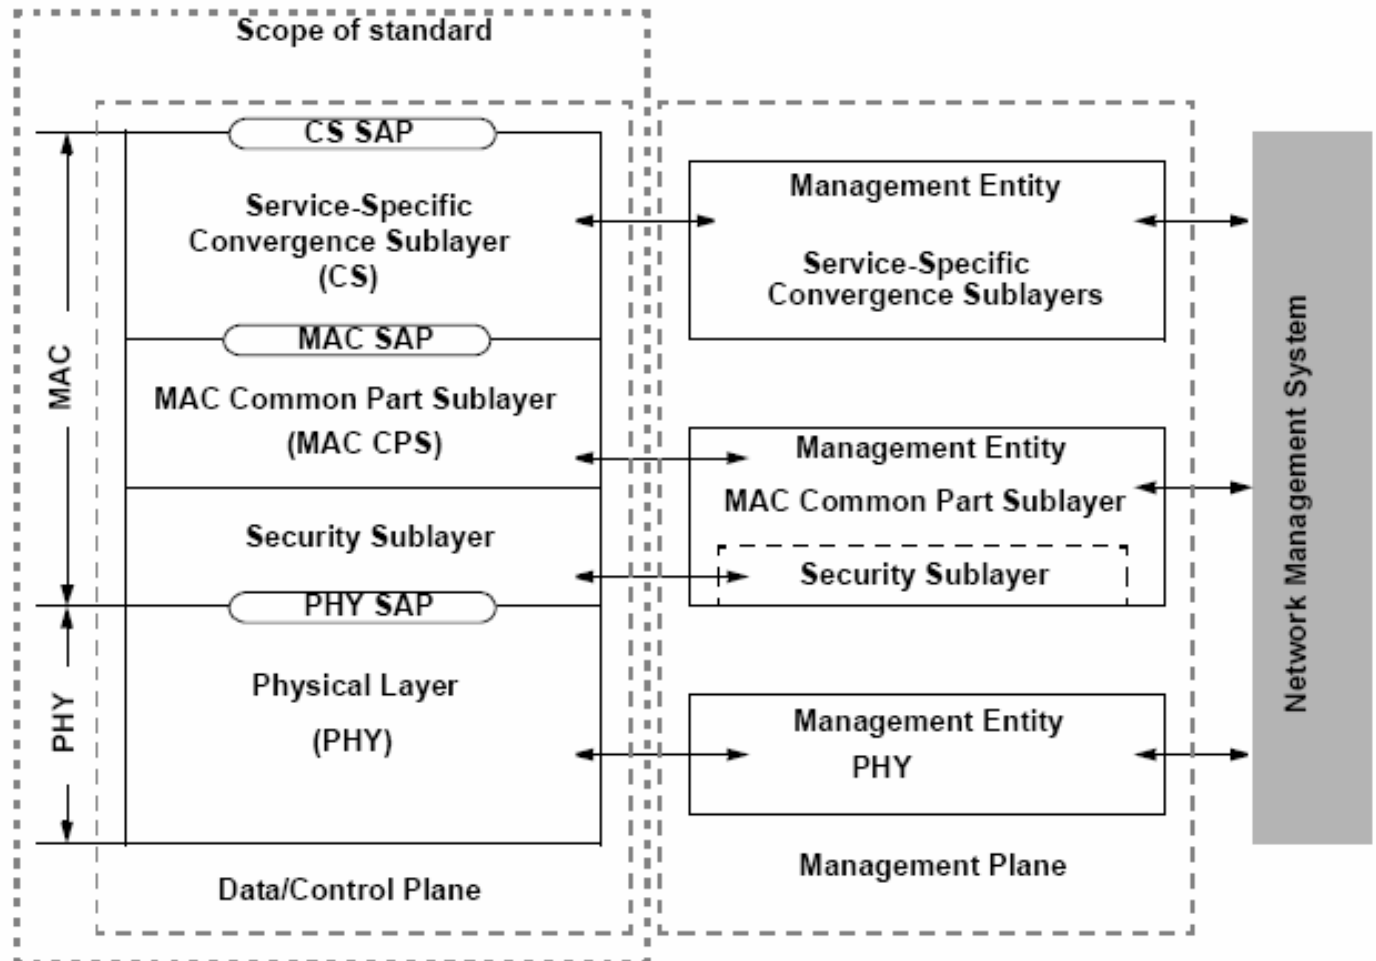 Scope of standard
CS SAP
Service-Specific
Convergence Sublayer
(CS)
MAC SAP
MAC Common Part Sublayer
(MAC CPS)
Security Sublayer
PHY SAP
Physical Layer
(PHY)
Data/Control Plane
MAC
PHY
Management Entity
Service-Specific
Convergence Sublayers
Management Entity
MAC Common Part Sublayer
Security Sublayer
Management Entity
PHY
Management Plane
Network Management System